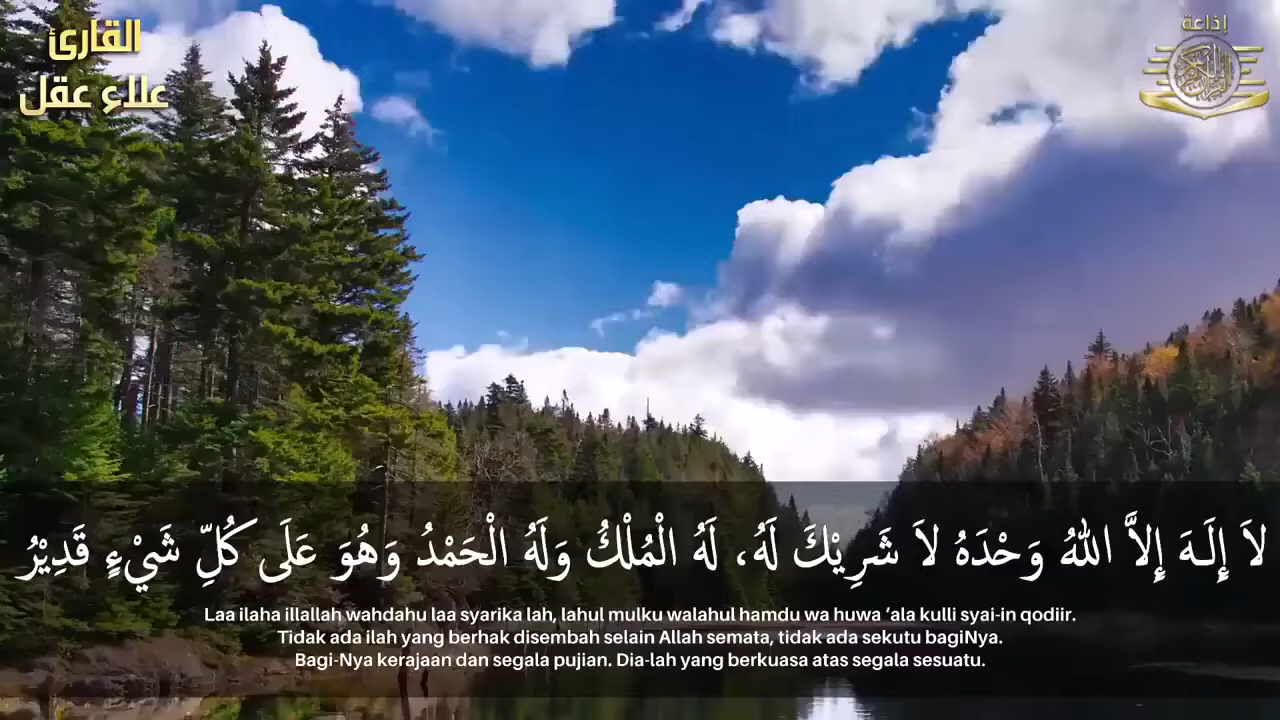 القارئ
علاء عقل
إذاعة
القرآن الكريم
لاَ إِلَهَ إِلاَّ اللهُ وَحْدَهُ لاَ شَرِيْكَ لَهُ، لَهُ الْمُلْكُ وَلَهُ الْحَمْدُ وَهُوَ عَلَى كُلِّ شَيْءٍ قَدِيْرُ
Laa ilaha illallah wahdahu laa syarika lah, lahul mulku walahul hamdu wa huwa ‘ala kulli syai-in qodiir.
Tidak ada ilah yang berhak disembah selain Allah semata, tidak ada sekutu bagiNya.
Bagi-Nya kerajaan dan segala pujian. Dia-lah yang berkuasa atas segala sesuatu.